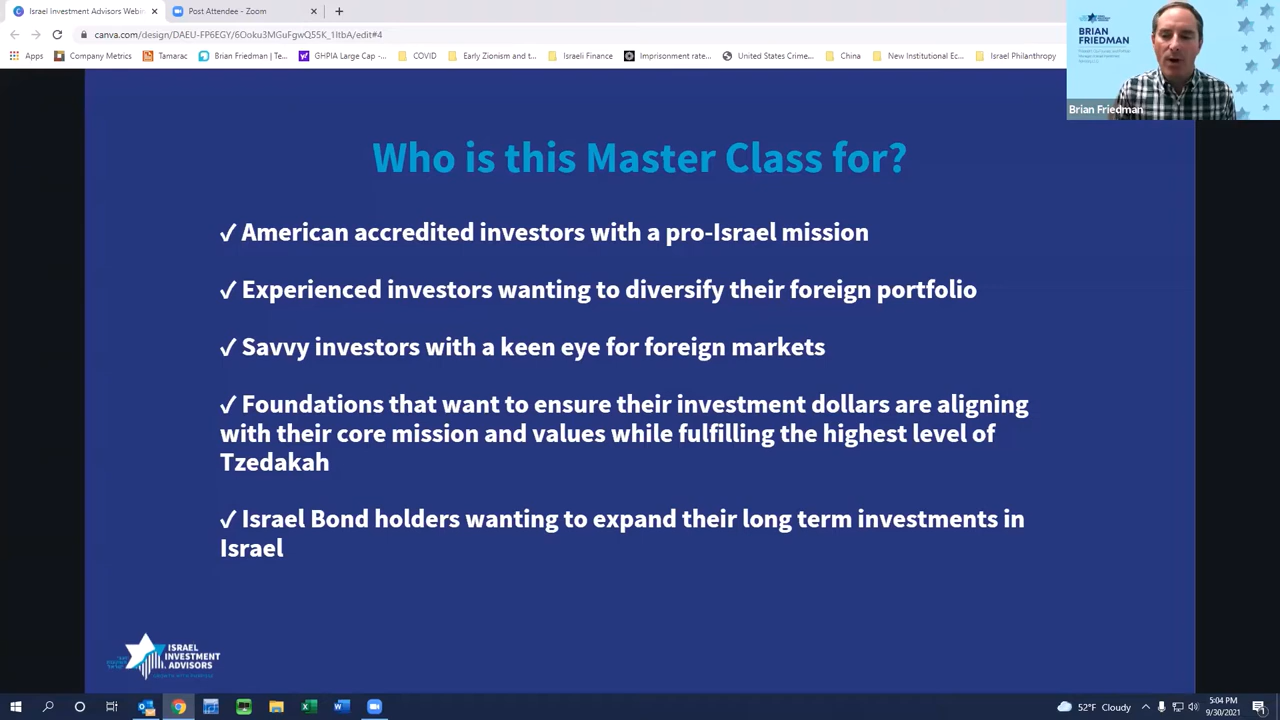 Israel Investment Advisors Webin
Post Attendee - Zoom
canva.com/design/DAEU-FP6EGY/6Ooku3MGuFgwQ55K_1ItbA/edit#4
Apps
Company Metrics
Tamarac
Brian Friedman | Te...
GHPIA Large Cap
COVID
Early Zionism and t...
Israeli Finance
Imprisonment rate...
United States Crime...
China
New Institutional Ec...
Israel Philanthropy
BRIAN
FRIEDMAN
Brian Friedman
Who is this Master Class for?
✓ American accredited investors with a pro-Israel mission
✓ Experienced investors wanting to diversify their foreign portfolio
✓ Savvy investors with a keen eye for foreign markets
✓ Foundations that want to ensure their investment dollars are aligning
with their core mission and values while fulfilling the highest level of
Tzedakah
✓ Israel Bond holders wanting to expand their long term investments in
Israel
ISRAEL
INVESTMENT
ADVISORS
52°F Cloudy
5:04 PM
9/30/2021